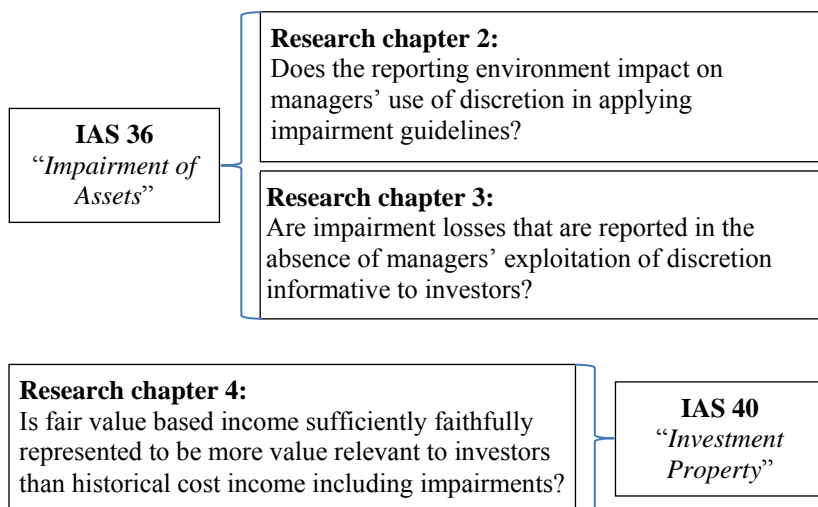 IAS 36
“Impairment of
Assets”
Research chapter 2:
Does the reporting environment impact on
managers’ use of discretion in applying
impairment guidelines?
Research chapter 3:
Are impairment losses that are reported in the
absence of managers’ exploitation of discretion
informative to investors?
Research chapter 4:
Is fair value based income sufficiently faithfully
represented to be more value relevant to investors
than historical cost income including impairments?
IAS 40
“Investment
Property”